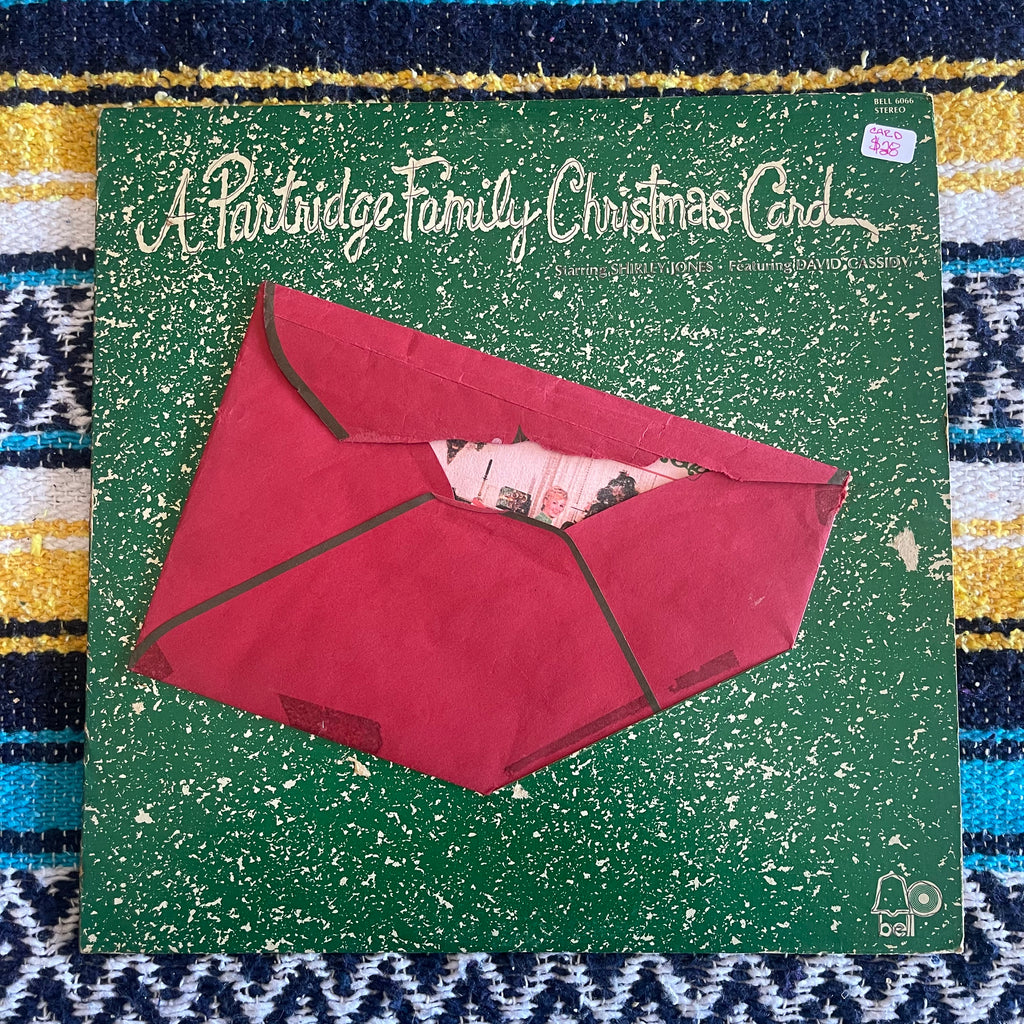 BELL 6066
STEREO
CARD
$28
A Partridge Family Christmas Card
Starring SHIRLEY JONES Featuring DAVID CASSIDY
bell